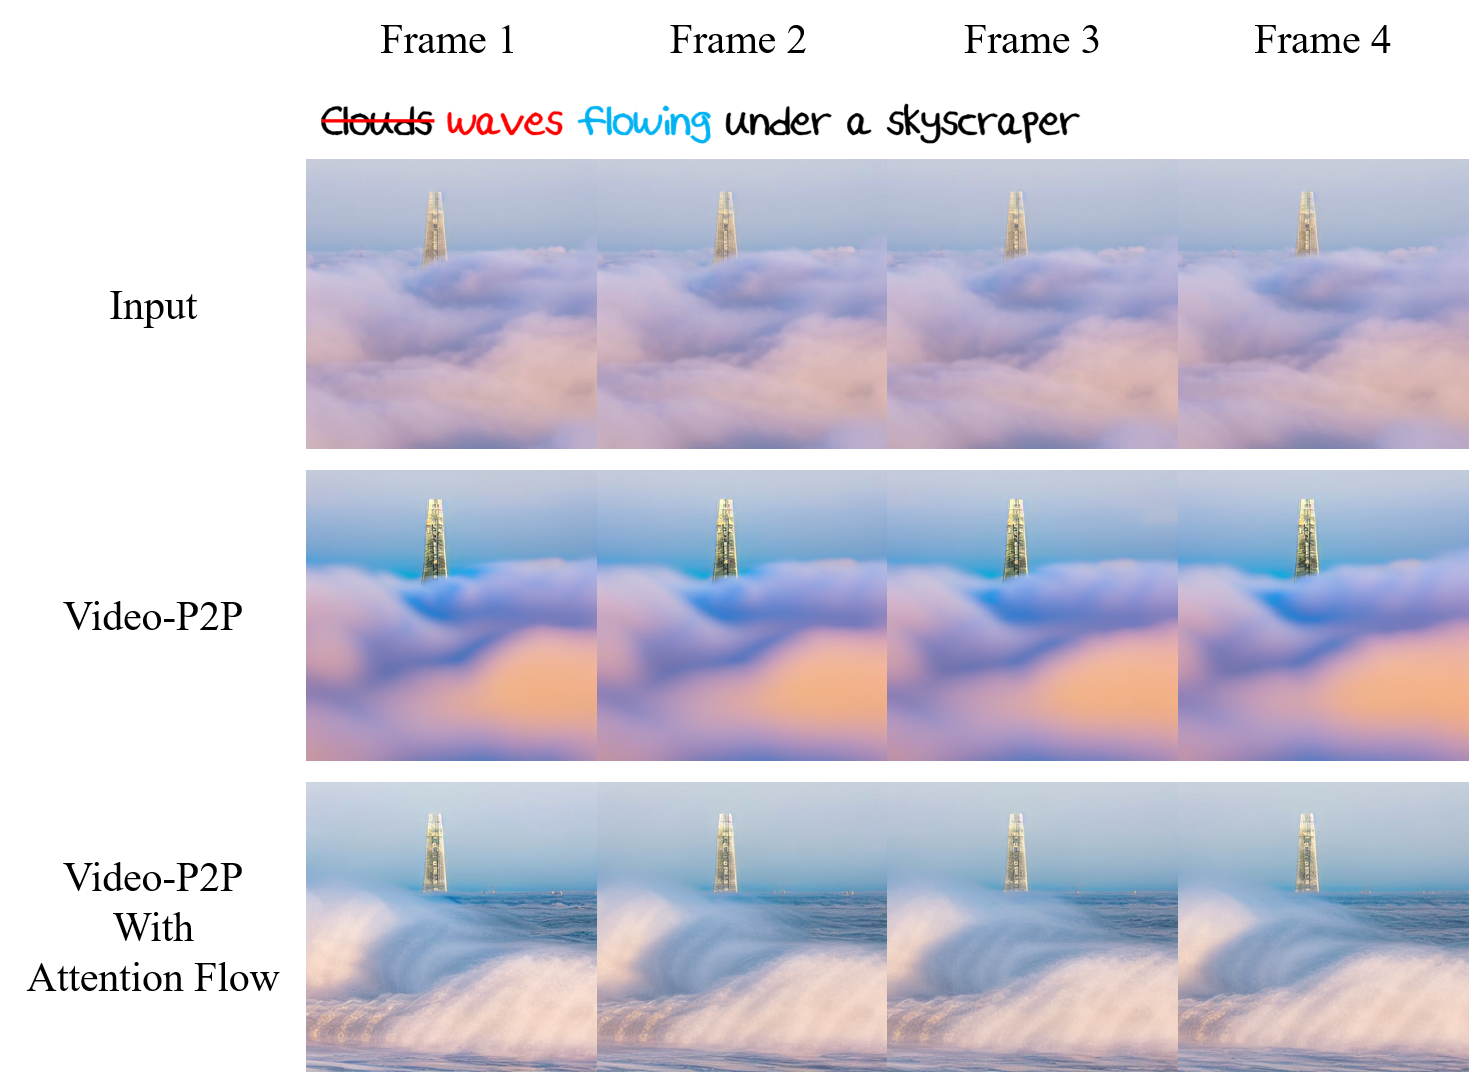 Frame 1 Frame 2 Frame 3 Frame 4
Clouds waves flowing under a skyscraper
Input
Video-P2P
Video-P2P
With
Attention Flow